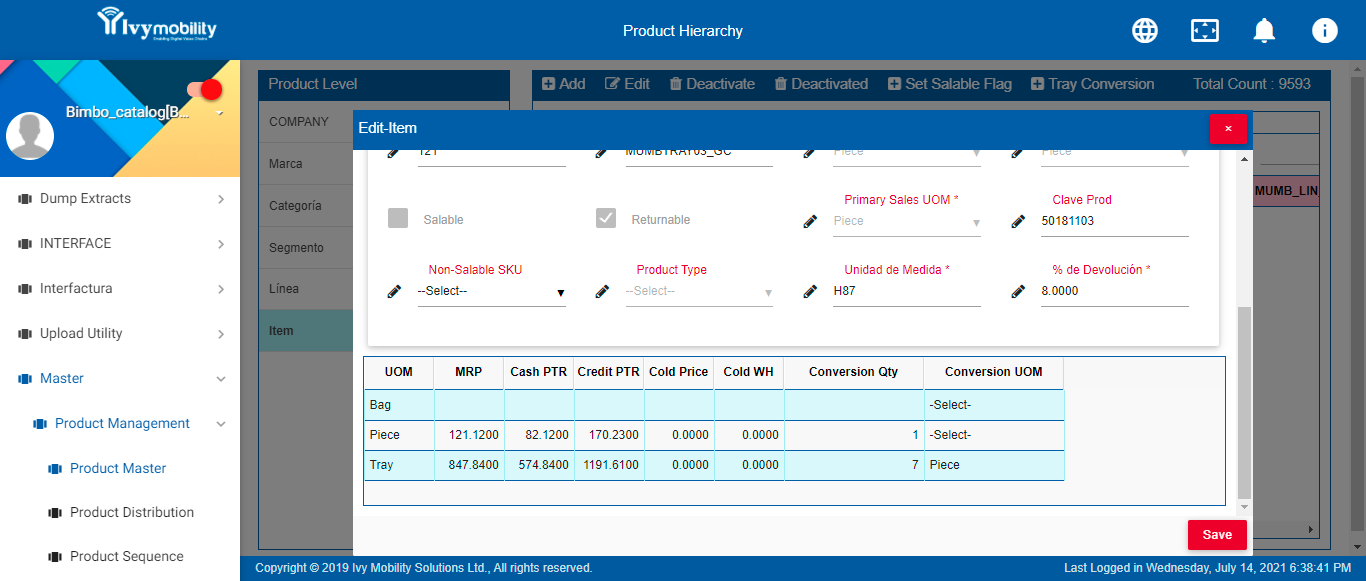 Ivymobility
Product Hierarchy
Bimbo_catalog[B...
Dump Extracts
INTERFACE
Interfactura
Upload Utility
Master
Product Management
Product Master
Product Distribution
Product Sequence
Product Level
COMPANY
Marca
Categoría
Segmento
Línea
Item
Add Edit Deactivate Deactivated Set Salable Flag Tray Conversion Total Count : 9593
MUMB_LIN
Edit-Item
×
121 MUMBTRAY03_GC Piece Piece
Salable Returnable Primary Sales UOM * Clave Prod
Piece 50181103
Non-Salable SKU Product Type Unidad de Medida * % de Devolución *
--Select-- --Select-- H87 8.0000
UOM MRP Cash PTR Credit PTR Cold Price Cold WH Conversion Qty Conversion UOM
Bag -Select-
Piece 121.1200 82.1200 170.2300 0.0000 0.0000 1 -Select-
Tray 847.8400 574.8400 1191.6100 0.0000 0.0000 7 Piece
Save
Copyright © 2019 Ivy Mobility Solutions Ltd., All rights reserved. Last Logged in Wednesday, July 14, 2021 6:38:41 PM